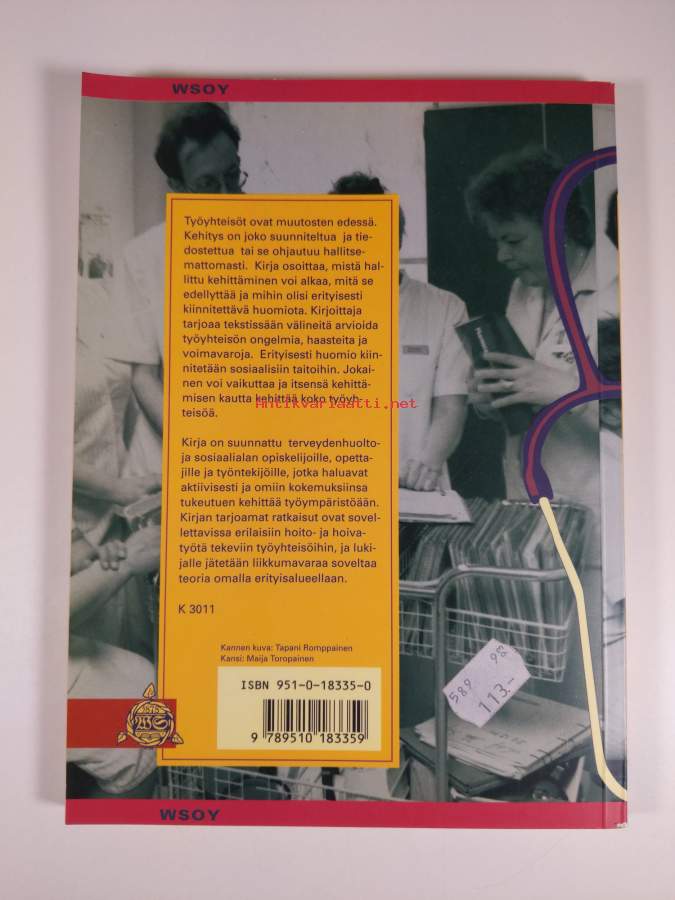 WSOY
Työyhteisöt ovat muutosten edessä.
Kehitys on joko suunniteltua ja tie-
dostettua tai se ohjautuu hallitse-
mattomasti. Kirja osoittaa, mistä hal-
littu kehittäminen voi alkaa, mitä se
edellyttää ja mihin olisi erityisesti
kiinnitettävä huomiota. Kirjoittaja
tarjoaa tekstissään välineitä arvioida
työyhteisön ongelmia, haasteita ja
voimavaroja. Erityisesti huomio kiin-
nitetään sosiaalisiin taitoihin. Jokai-
nen voi vaikuttaa ja itsensä kehittä-
misen kautta kehittää koko työyh-
teisöä.
Antikvariaatti.net
Kirja on suunnattu terveydenhuolto-
ja sosiaalialan opiskelijoille, opetta-
jille ja työntekijöille, jotka haluavat
aktiivisesti ja omiin kokemuksiinsa
tukeutuen kehittää työympäristöään.
Kirjan tarjoamat ratkaisut ovat sovel-
lettavissa erilaisiin hoito- ja hoiva-
työtä tekeviin työyhteisöihin, ja luki-
jalle jätetään liikkumavaraa soveltaa
teoria omalla erityisalueellaan.
K 3011
Kannen kuva: Tapani Romppainen
Kansi: Maija Toropainen
ISBN 951-0-18335-0
9 789510 183359
589 98
113.-
WS
WSOY